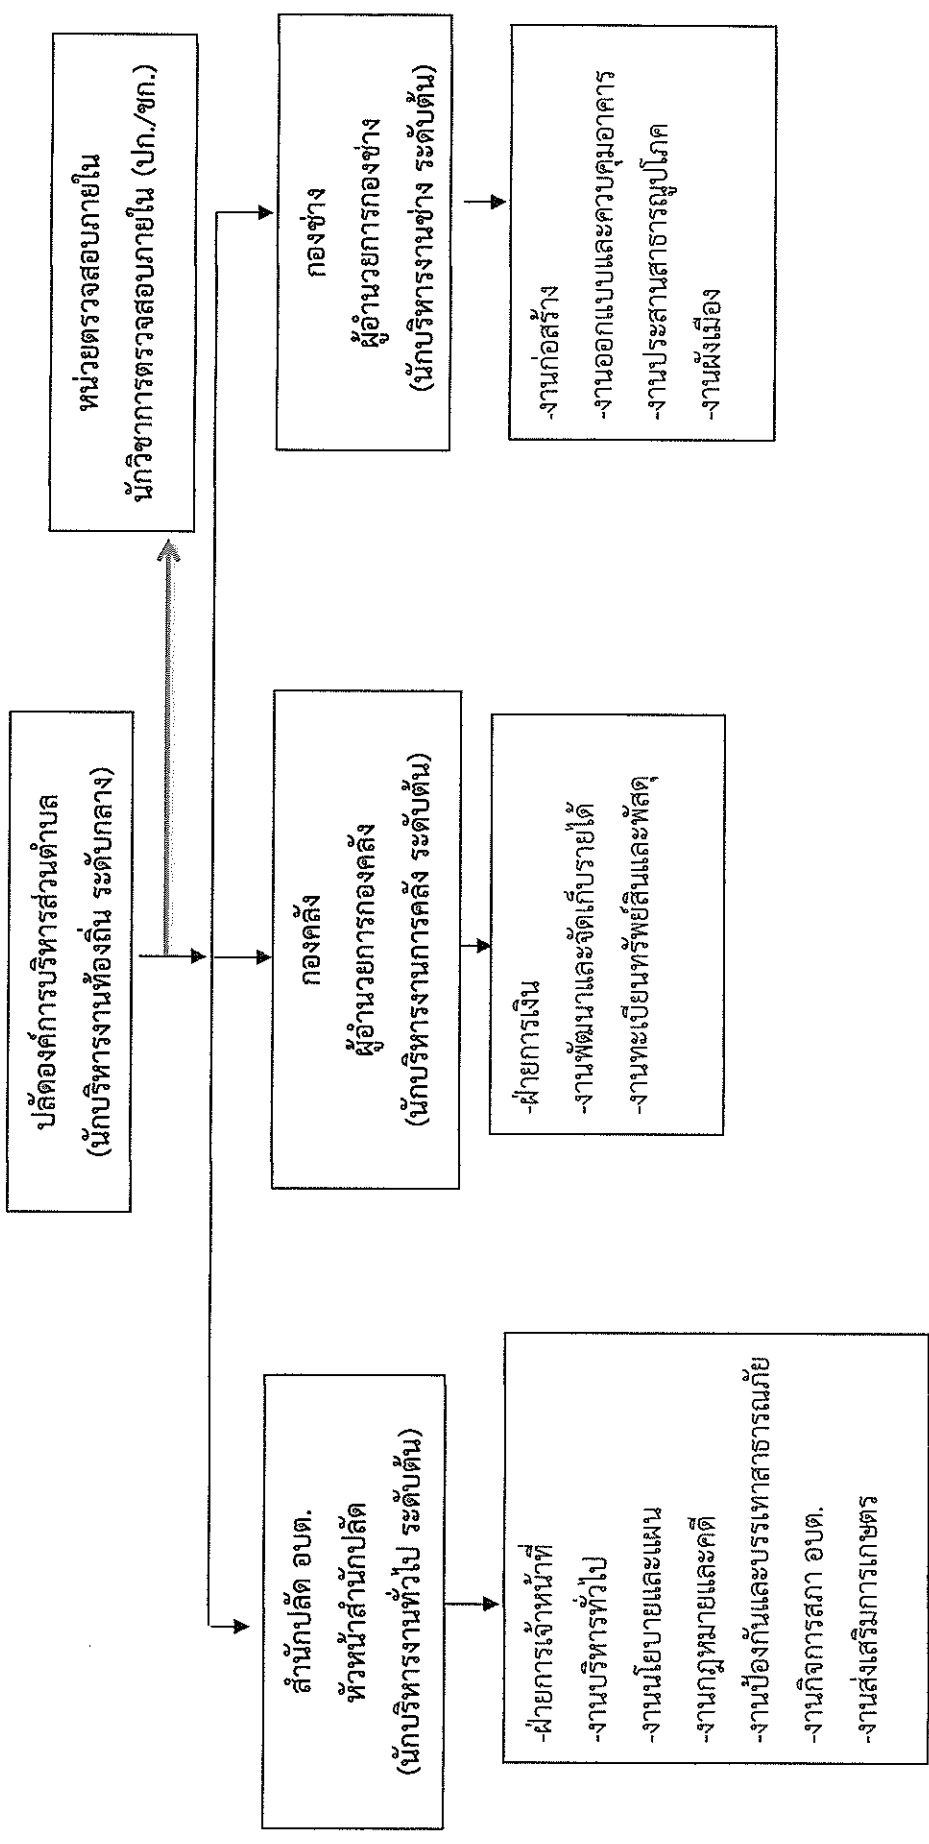 ปลัดองค์การบริหารส่วนตำบล
(นักบริหารงานท้องถิ่น ระดับกลาง)
หน่วยตรวจสอบภายใน
นักวิชาการตรวจสอบภายใน (ปก./ชก.)
สำนักปลัด อบต.
หัวหน้าสำนักปลัด
(นักบริหารงานทั่วไป ระดับต้น)
กองคลัง
ผู้อำนวยการกองคลัง
(นักบริหารงานการคลัง ระดับต้น)
กองช่าง
ผู้อำนวยการกองช่าง
(นักบริหารงานช่าง ระดับต้น)
-ฝ่ายการเจ้าหน้าที่
-งานบริหารทั่วไป
-งานนโยบายและแผน
-งานกฎหมายและคดี
-งานป้องกันและบรรเทาสาธารณภัย
-งานกิจการสภา อบต.
-งานส่งเสริมการเกษตร
-ฝ่ายการเงิน
-งานพัฒนาและจัดเก็บรายได้
-งานทะเบียนทรัพย์สินและพัสดุ
-งานก่อสร้าง
-งานออกแบบและควบคุมอาคาร
-งานประสานสาธารณูปโภค
-งานผังเมือง